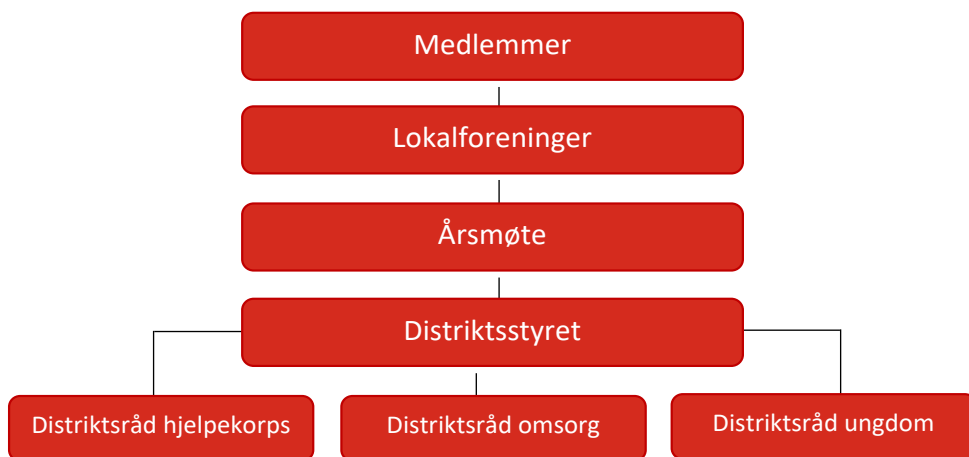 Medlemmer
Lokalforeninger
Årsmøte
Distriktsstyret
Distriktsråd hjelpekorps
Distriktsråd omsorg
Distriktsråd ungdom